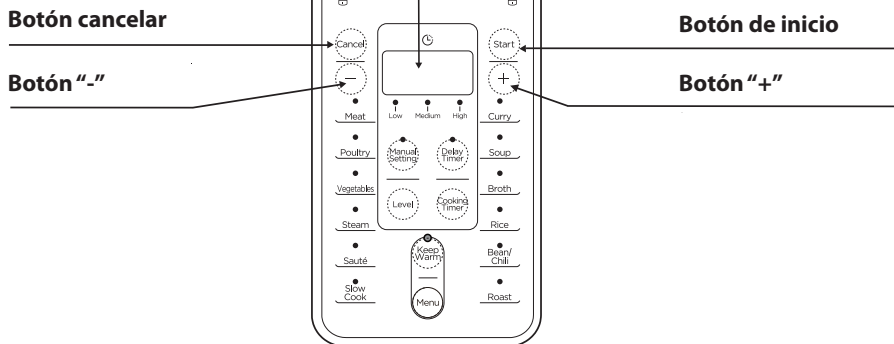 Botón cancelar
Botón de inicio
Cancel
Start
Botón “-”
Botón “+”
−
+
Low Medium High
Meat
Curry
Poultry
Manual
Setting
Delay
Timer
Soup
Vegetables
Broth
Level
Cooking
Timer
Steam
Rice
Sauté
Keep
Warm
Bean/
Chili
Slow
Cook
Menu
Roast